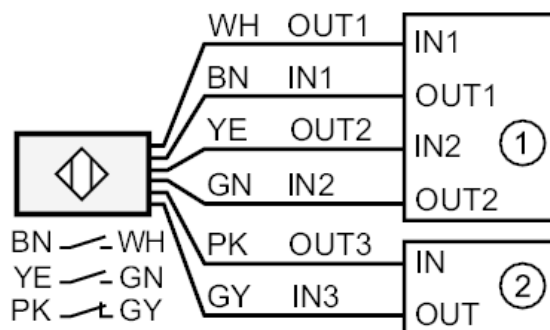 WH OUT1 IN1
BN IN1 OUT1
YE OUT2 IN2
GN IN2 OUT2
1
PK OUT3 IN
GY IN3 OUT
2
BN WH
YE GN
PK GY